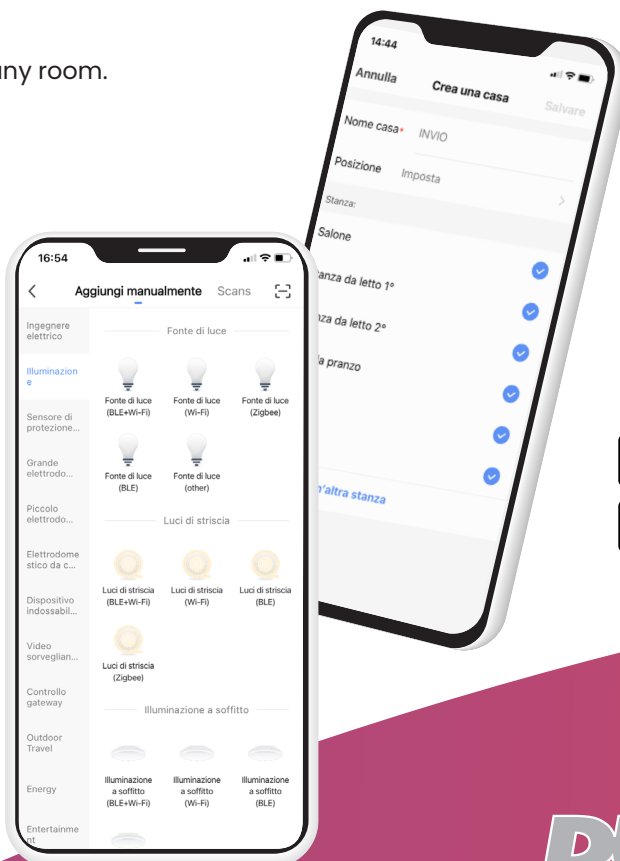 any room.
14:44
Annulla
Crea una casa
Salvare
Nome casa• INVIO
Posizione Imposta
Stanza:
Salone
anza da letto 1°
nza da letto 2°
la pranzo
n'altra stanza
16:54
Aggiungi manualmente Scans
Ingegnere
elettrico
Illuminazion
e
Sensore di
protezione...
Grande
elettrodo...
Piccolo
elettrodo...
Elettrodome
stico da c...
Dispositivo
indossabil...
Video
sorveglian...
Controllo
gateway
Outdoor
Travel
Energy
Entertainme
nt
Fonte di luce
Fonte di luce
(BLE+Wi-Fi)
Fonte di luce
(Wi-Fi)
Fonte di luce
(Zigbee)
Fonte di luce
(BLE)
Fonte di luce
(other)
Luci di striscia
Luci di striscia
(BLE+Wi-Fi)
Luci di striscia
(Wi-Fi)
Luci di striscia
(BLE)
Luci di striscia
(Zigbee)
Illuminazione a soffitto
Illuminazione
a soffitto
(BLE+Wi-Fi)
Illuminazione
a soffitto
(Wi-Fi)
Illuminazione
a soffitto
(BLE)